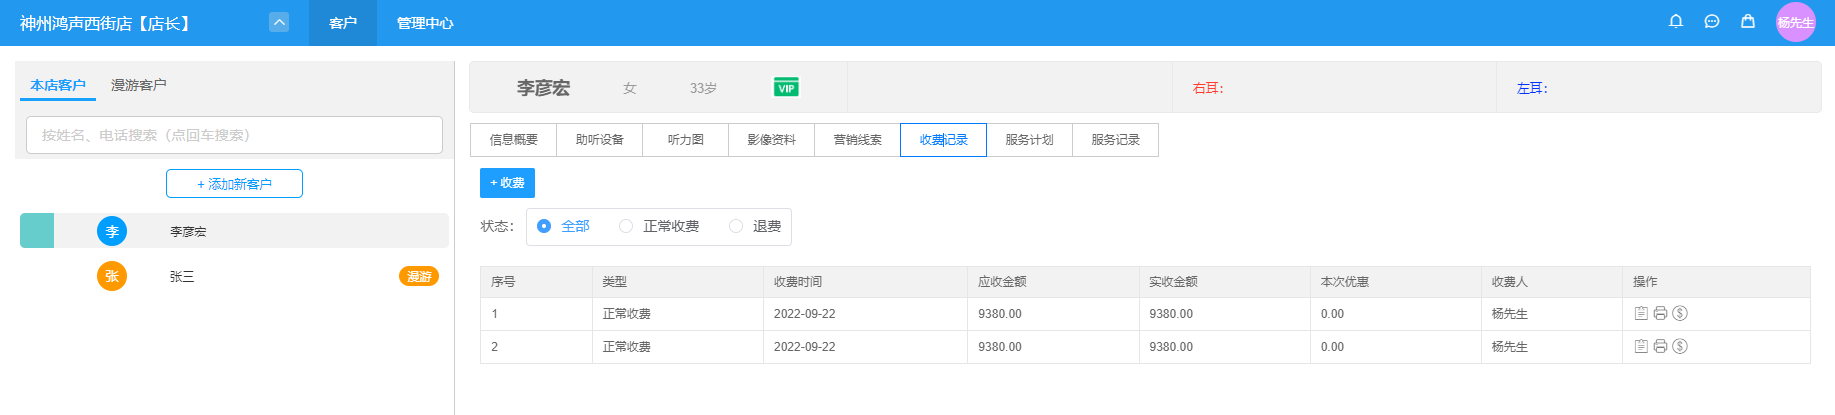 神州鸿声西街店【店长】 客户 管理中心 杨先生
本店客户 漫游客户
按姓名、电话搜索（点回车搜索）
+ 添加新客户
李 李彦宏
张 张三 漫游
李彦宏 女 33岁 VIP 右耳: 左耳:
信息概要 助听设备 听力图 影像资料 营销线索 收费记录 服务计划 服务记录
+ 收费
状态: 全部 正常收费 退费
序号 类型 收费时间 应收金额 实收金额 本次优惠 收费人 操作
1 正常收费 2022-09-22 9380.00 9380.00 0.00 杨先生
2 正常收费 2022-09-22 9380.00 9380.00 0.00 杨先生